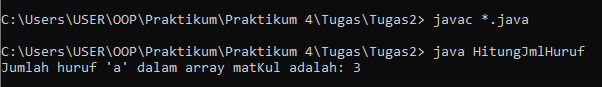 C:\Users\USER\OOP\Praktikum\Praktikum 4\Tugas\Tugas2> javac *.java
C:\Users\USER\OOP\Praktikum\Praktikum 4\Tugas\Tugas2> java HitungJmlHuruf
Jumlah huruf 'a' dalam array matKul adalah: 3